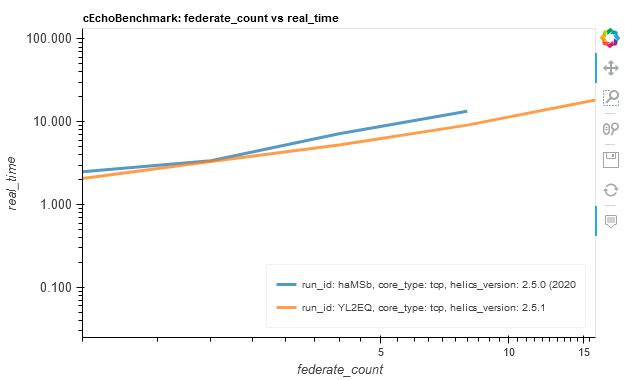 cEchoBenchmark: federate_count vs real_time
100.000
10.000
1.000
0.100
real_time
run_id: haMSb, core_type: tcp, helics_version: 2.5.0 (2020
run_id: YL2EQ, core_type: tcp, helics_version: 2.5.1
5
10
15
federate_count